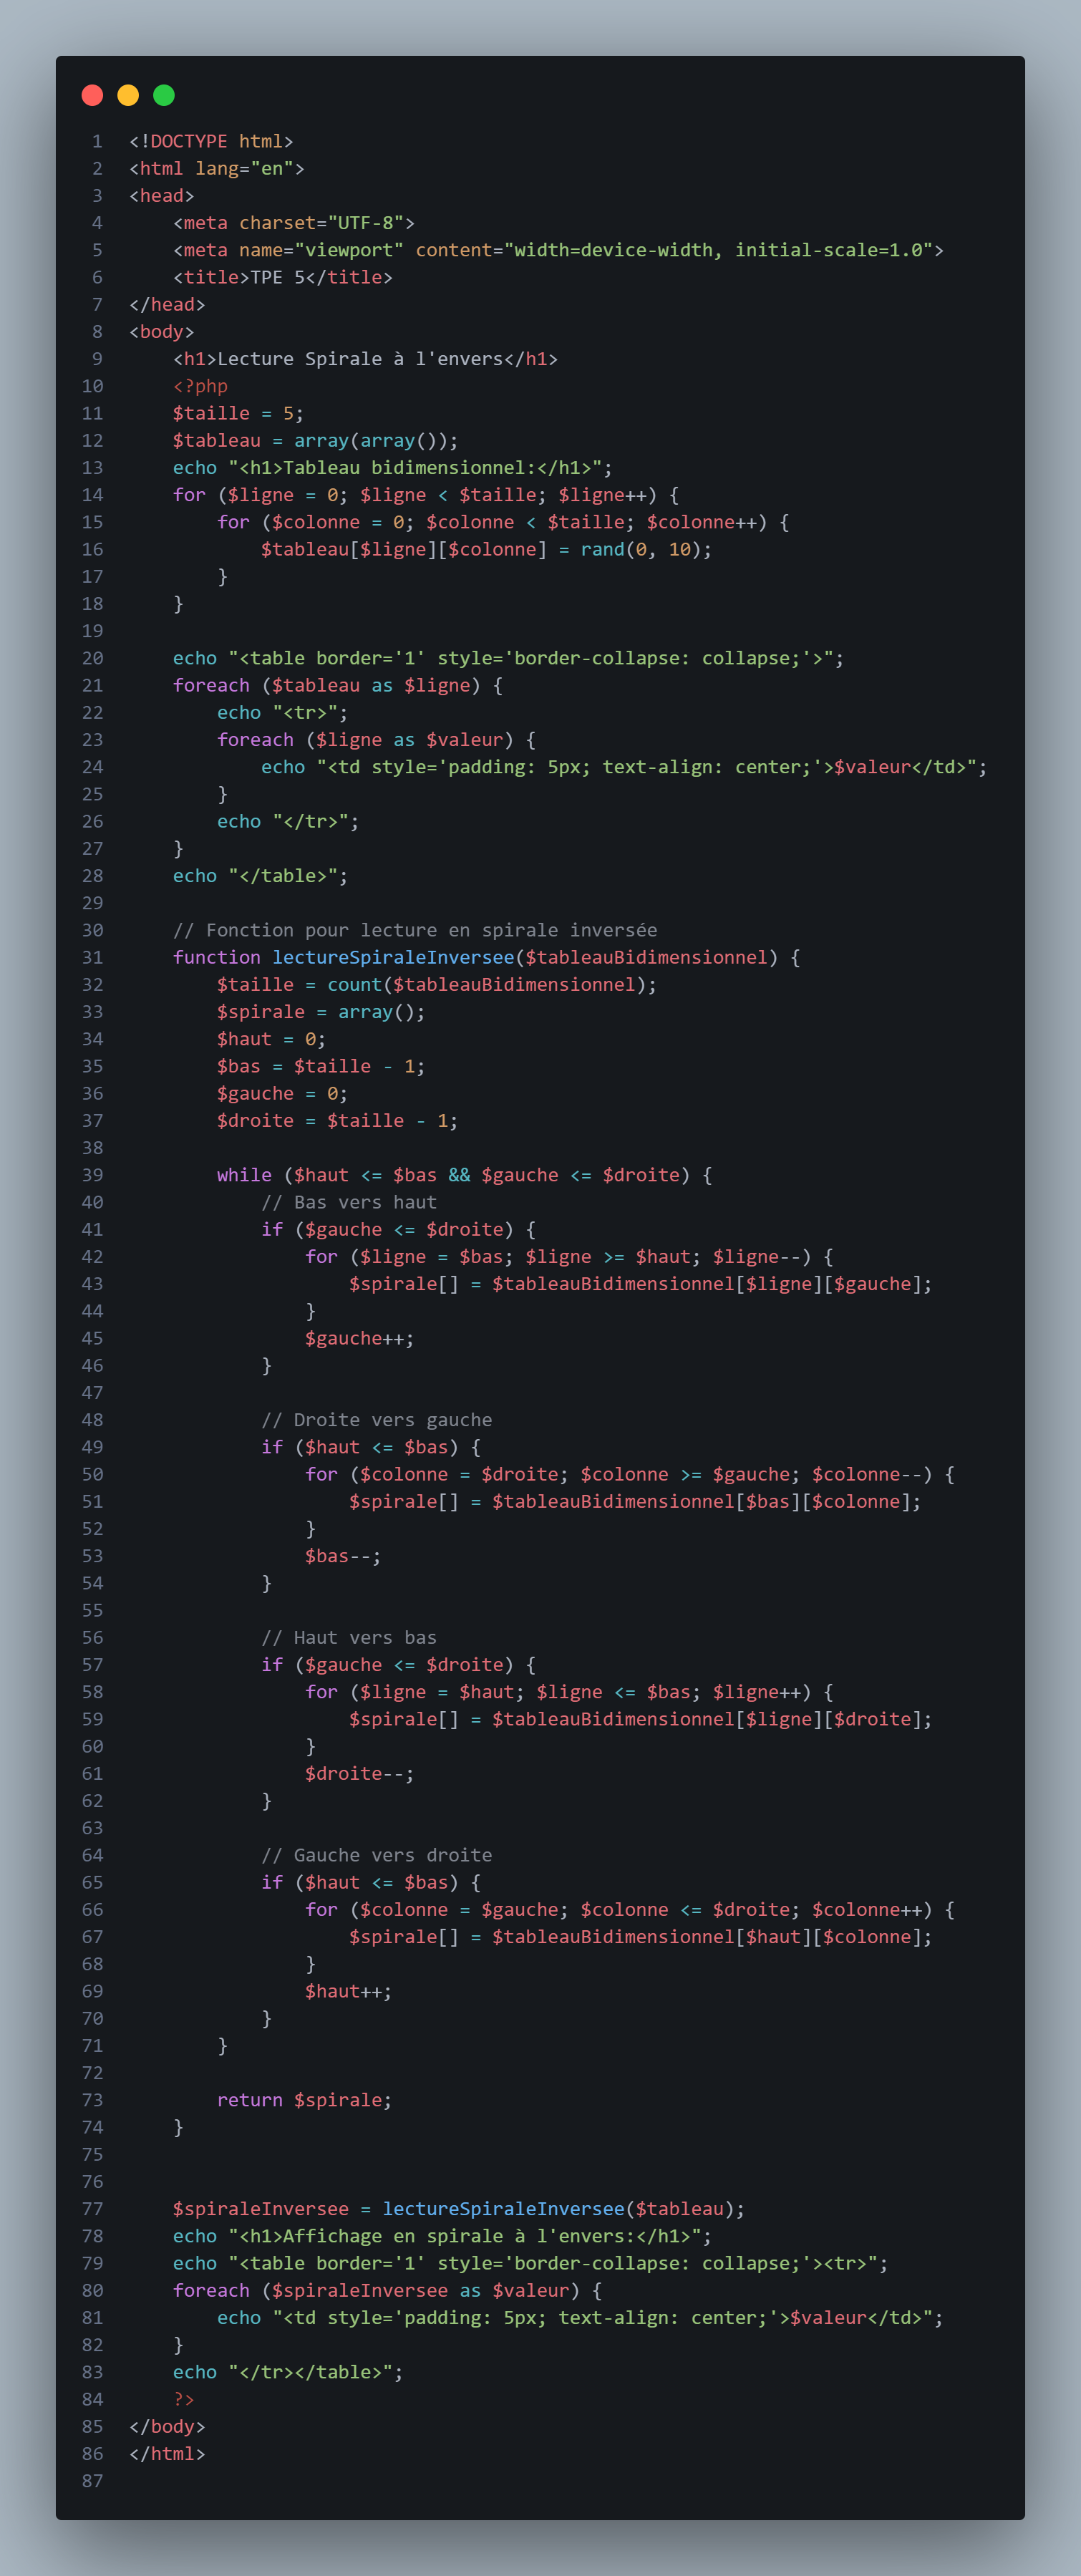 1 <!DOCTYPE html>
2 <html lang="en">
3 <head>
4     <meta charset="UTF-8">
5     <meta name="viewport" content="width=device-width, initial-scale=1.0">
6     <title>TPE 5</title>
7 </head>
8 <body>
9     <h1>Lecture Spirale à l'envers</h1>
10     <?php
11     $taille = 5;
12     $tableau = array(array());
13     echo "<h1>Tableau bidimensionnel:</h1>";
14     for ($ligne = 0; $ligne < $taille; $ligne++) {
15         for ($colonne = 0; $colonne < $taille; $colonne++) {
16             $tableau[$ligne][$colonne] = rand(0, 10);
17         }
18     }
19
20     echo "<table border='1' style='border-collapse: collapse;'>";
21     foreach ($tableau as $ligne) {
22         echo "<tr>";
23         foreach ($ligne as $valeur) {
24             echo "<td style='padding: 5px; text-align: center;'>$valeur</td>";
25         }
26         echo "</tr>";
27     }
28     echo "</table>";
29
30     // Fonction pour lecture en spirale inversée
31     function lectureSpiraleInversee($tableauBidimensionnel) {
32         $taille = count($tableauBidimensionnel);
33         $spirale = array();
34         $haut = 0;
35         $bas = $taille - 1;
36         $gauche = 0;
37         $droite = $taille - 1;
38
39         while ($haut <= $bas && $gauche <= $droite) {
40             // Bas vers haut
41             if ($gauche <= $droite) {
42                 for ($ligne = $bas; $ligne >= $haut; $ligne--) {
43                     $spirale[] = $tableauBidimensionnel[$ligne][$gauche];
44                 }
45                 $gauche++;
46             }
47
48             // Droite vers gauche
49             if ($haut <= $bas) {
50                 for ($colonne = $droite; $colonne >= $gauche; $colonne--) {
51                     $spirale[] = $tableauBidimensionnel[$bas][$colonne];
52                 }
53                 $bas--;
54             }
55
56             // Haut vers bas
57             if ($gauche <= $droite) {
58                 for ($ligne = $haut; $ligne <= $bas; $ligne++) {
59                     $spirale[] = $tableauBidimensionnel[$ligne][$droite];
60                 }
61                 $droite--;
62             }
63
64             // Gauche vers droite
65             if ($haut <= $bas) {
66                 for ($colonne = $gauche; $colonne <= $droite; $colonne++) {
67                     $spirale[] = $tableauBidimensionnel[$haut][$colonne];
68                 }
69                 $haut++;
70             }
71         }
72
73         return $spirale;
74     }
75
76
77     $spiraleInversee = lectureSpiraleInversee($tableau);
78     echo "<h1>Affichage en spirale à l'envers:</h1>";
79     echo "<table border='1' style='border-collapse: collapse;'><tr>";
80     foreach ($spiraleInversee as $valeur) {
81         echo "<td style='padding: 5px; text-align: center;'>$valeur</td>";
82     }
83     echo "</tr></table>";
84     ?>
85 </body>
86 </html>
87